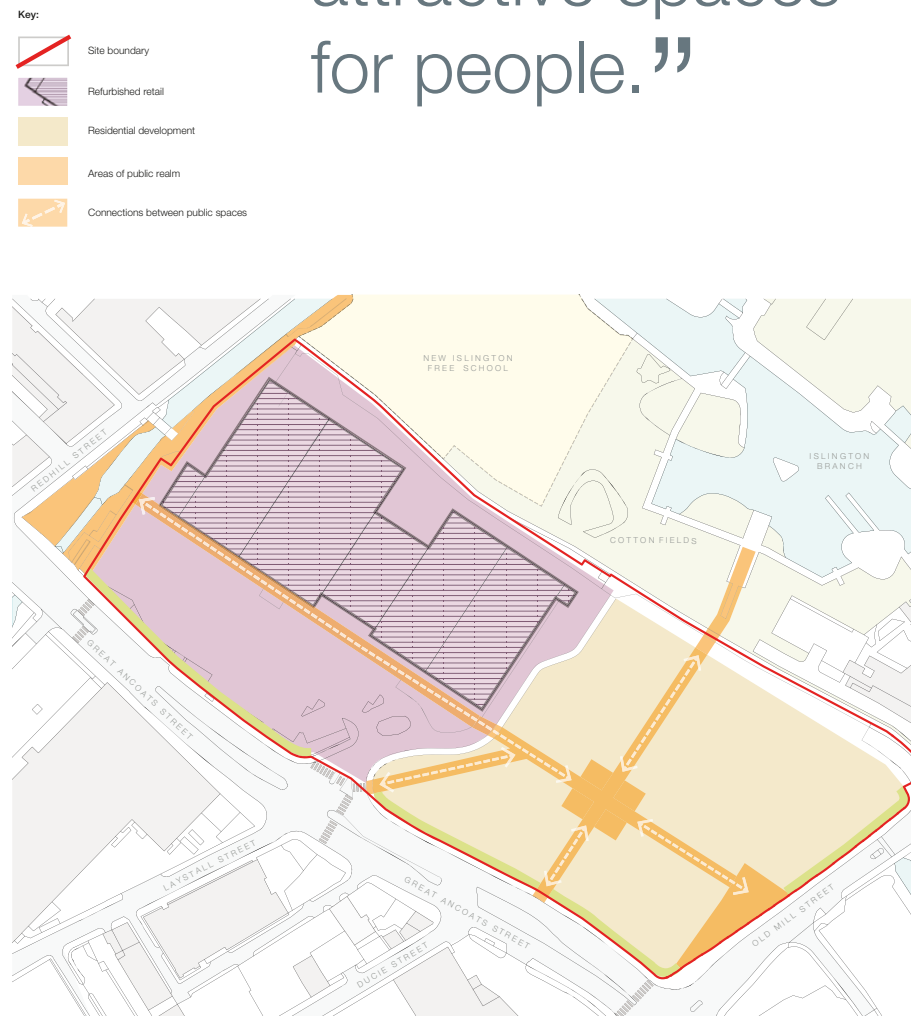 Key:
Site boundary
Refurbished retail
Residential development
Areas of public realm
Connections between public spaces
attractive spaces
for people.”
NEW ISLINGTON
FREE SCHOOL
REDHILL STREET
ISLINGTON
BRANCH
COTTON FIELDS
GREAT ANCOATS STREET
LAYSTALL STREET
GREAT ANCOATS STREET
DUCIE STREET
OLD MILL STREET